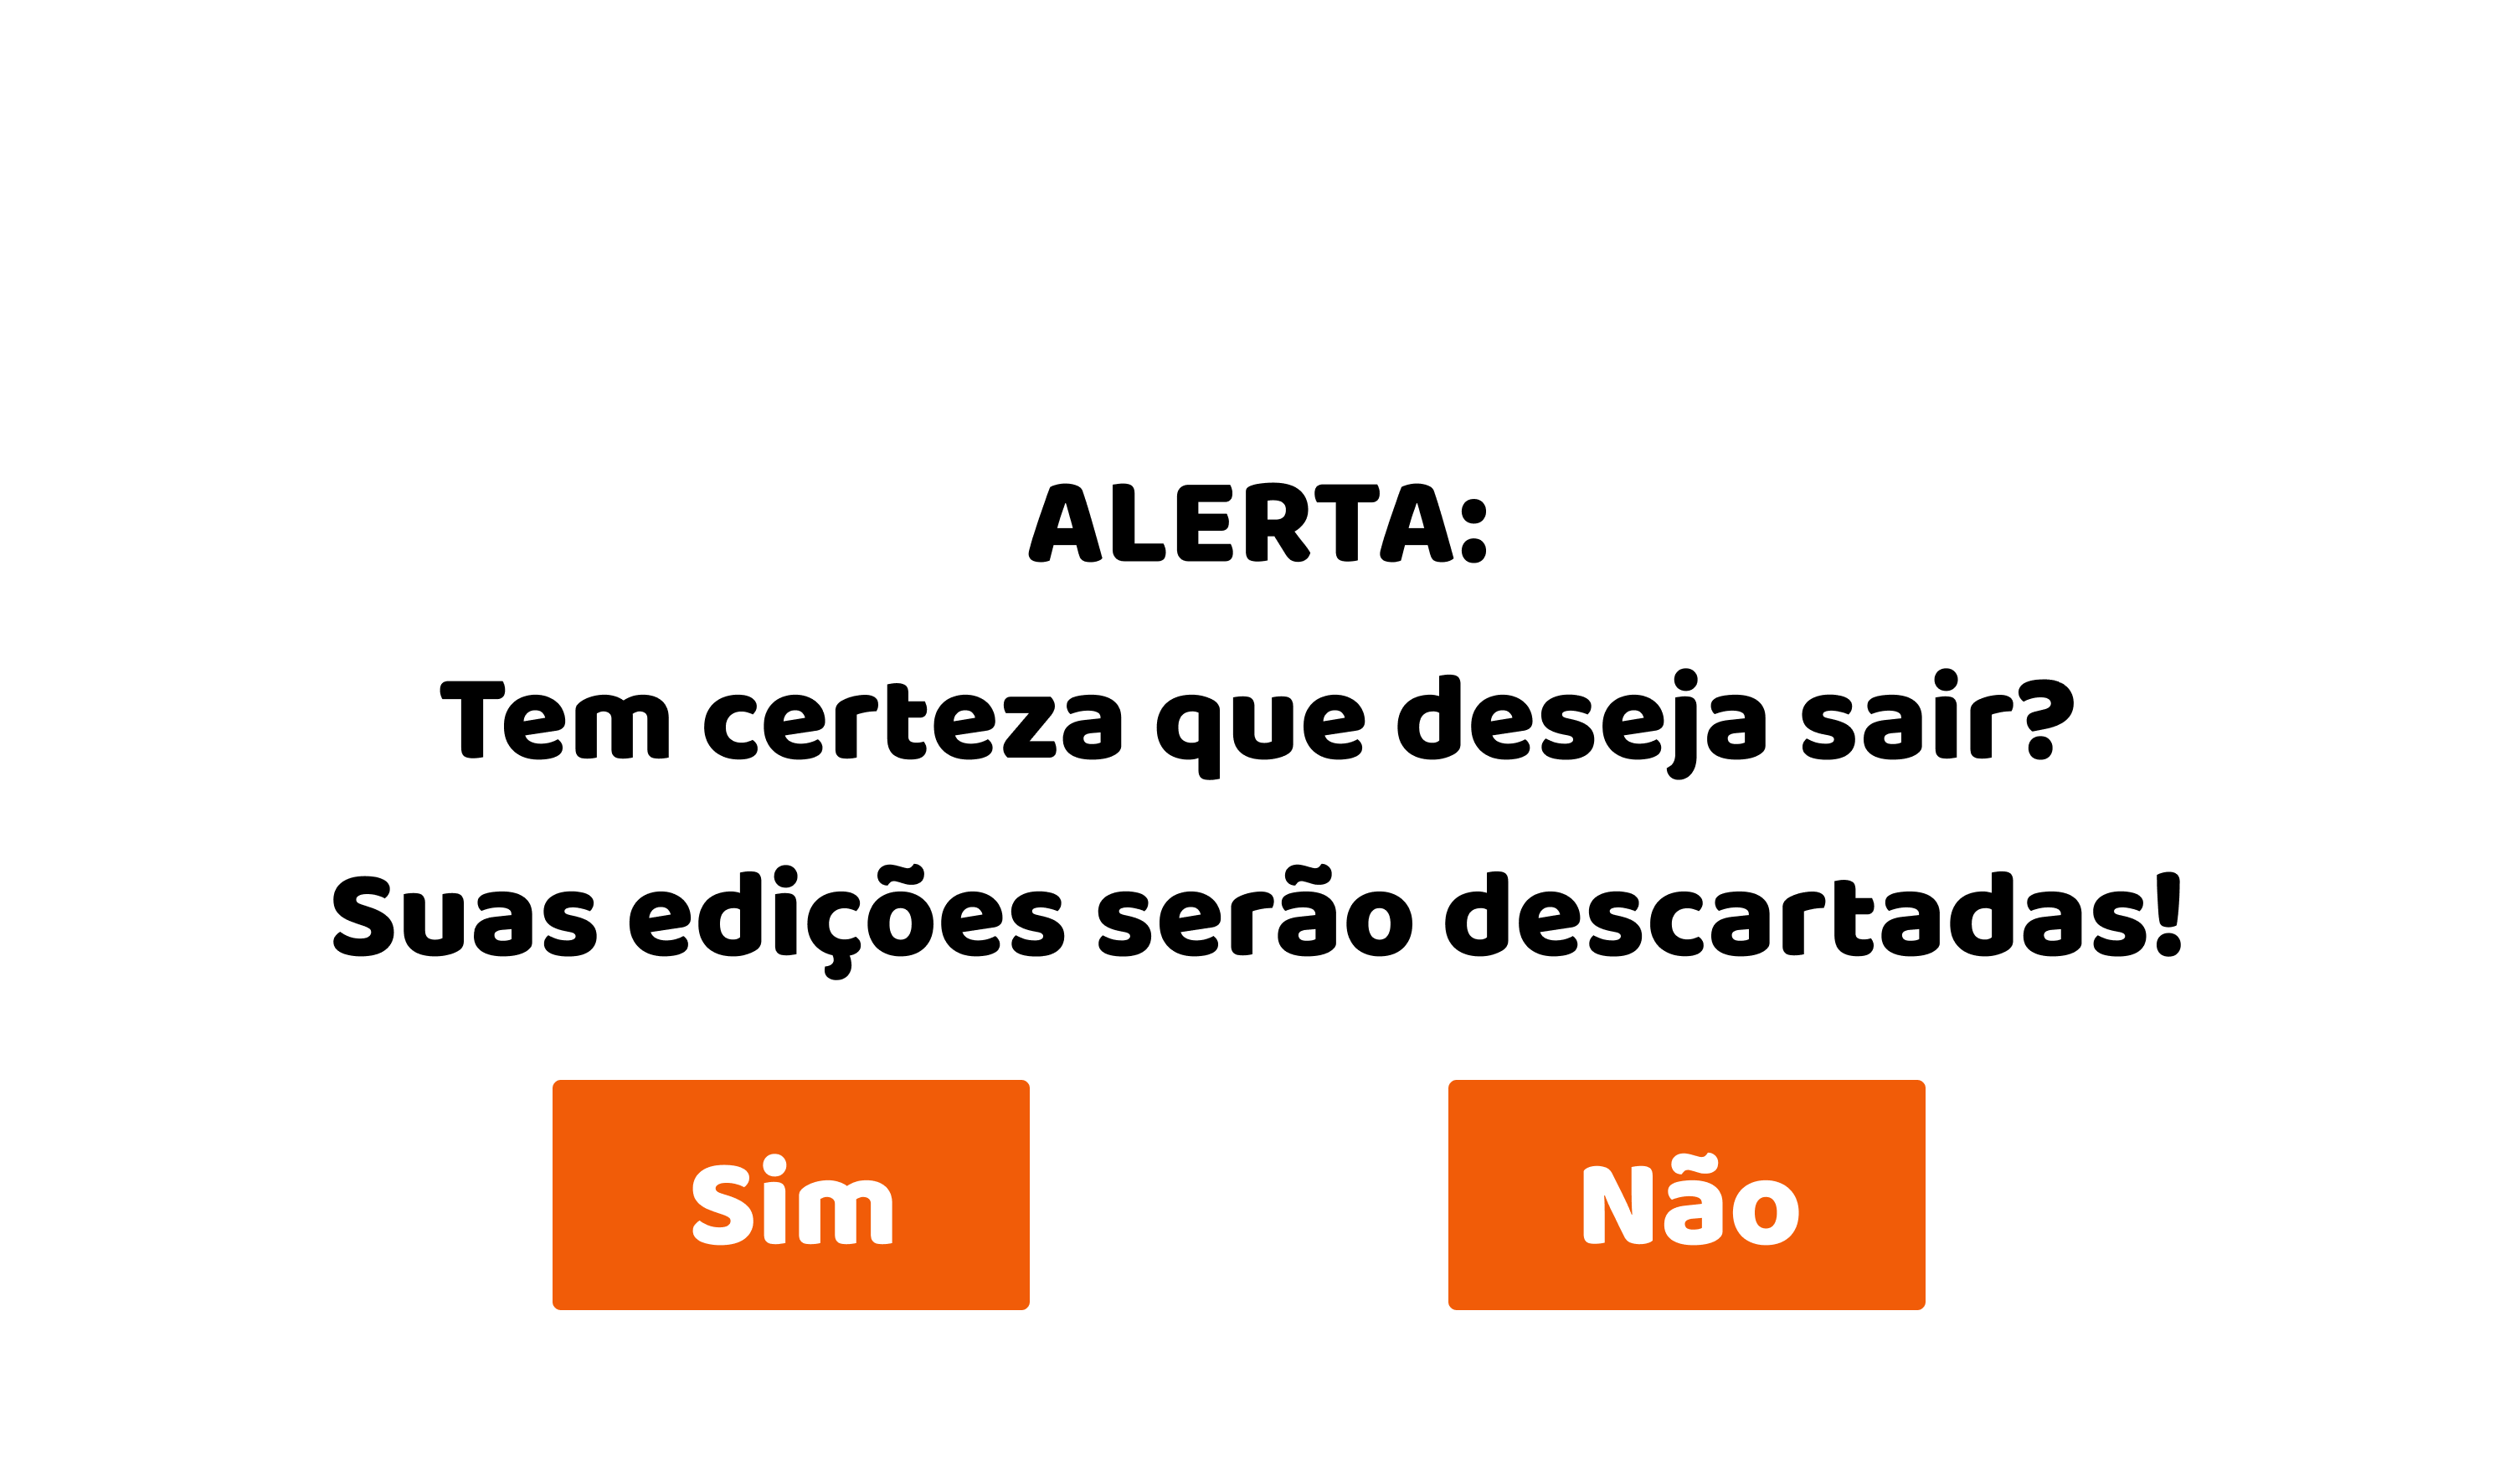 ALERTA:
Tem certeza que deseja sair?
Suas edições serão descartadas!
Sim
Não